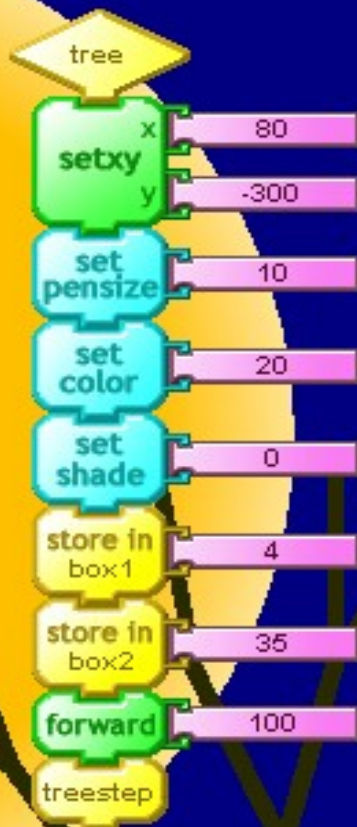 tree
x 80
setxy
y -300
set
pensize 10
set
color 20
set
shade 0
store in
box1 4
store in
box2 35
forward 100
treestep